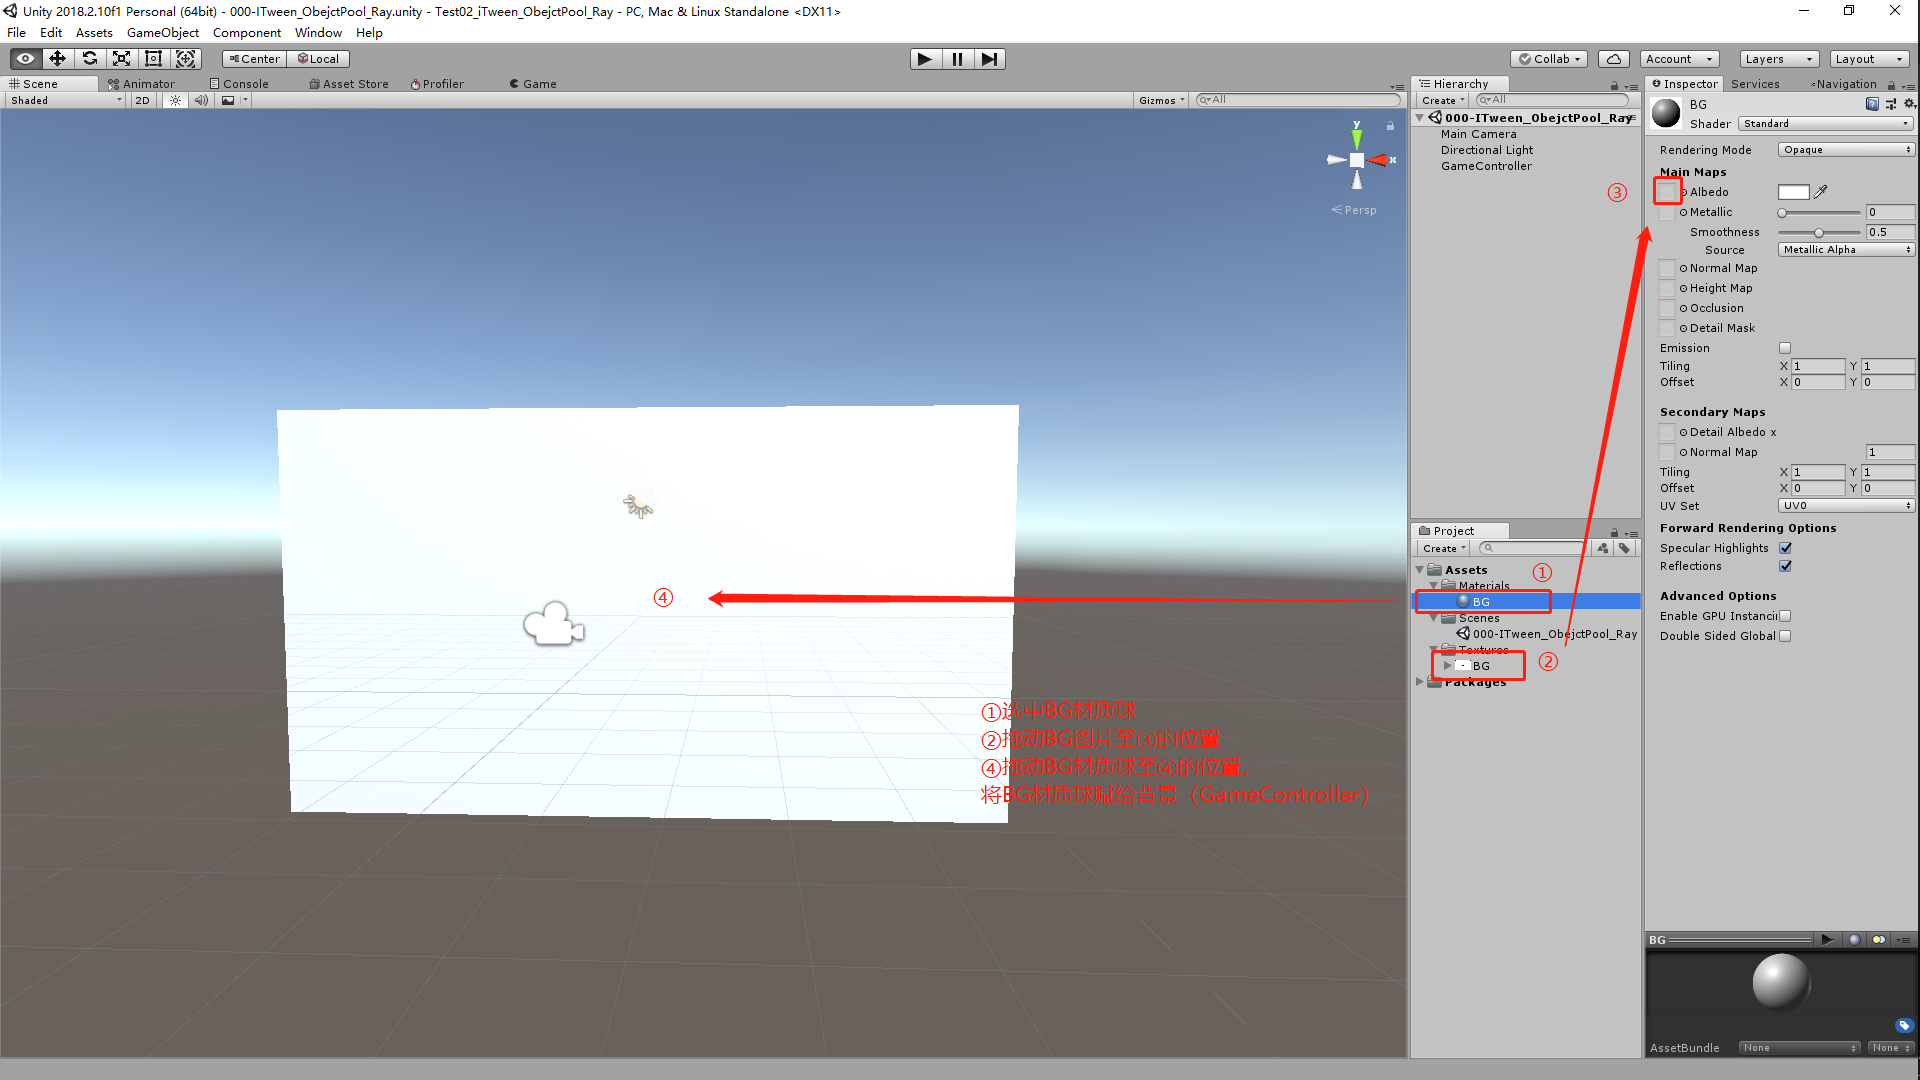 Unity 2018.2.10f1 Personal (64bit) - 000-ITween_ObejctPool_Ray.unity - Test02_iTween_ObejctPool_Ray - PC, Mac & Linux Standalone <DX11>
File Edit Assets GameObject Component Window Help
Center Local
Collab Account Layers Layout
Scene Animator Console Asset Store Profiler Game
Shaded 2D Gizmos All
y
x
Persp
Hierarchy
Create All
000-ITween_ObejctPool_Ray
Main Camera
Directional Light
GameController
Project
Create
Assets
Materials
BG
Scenes
000-ITween_ObejctPool_Ray
Textures
BG
Packages
①
②
③
④
①选中BG材质球
②拖动BG图片至③的位置
④拖动BG材质球至④的位置,
将BG材质球赋给背景（GameController）
Inspector Services Navigation
BG
Shader Standard
Rendering Mode Opaque
Main Maps
Albedo
Metallic 0
Smoothness 0.5
Source Metallic Alpha
Normal Map
Height Map
Occlusion
Detail Mask
Emission
Tiling X 1 Y 1
Offset X 0 Y 0
Secondary Maps
Detail Albedo x
Normal Map 1
Tiling X 1 Y 1
Offset X 0 Y 0
UV Set UV0
Forward Rendering Options
Specular Highlights
Reflections
Advanced Options
Enable GPU Instanci
Double Sided Global
BG
AssetBundle None None